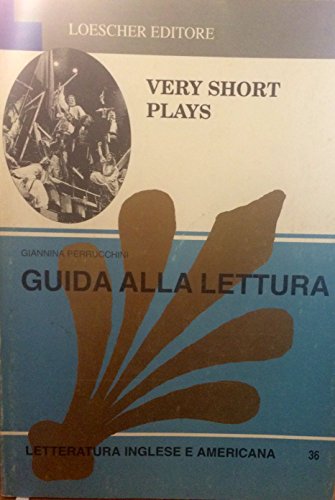 LOESCHER EDITORE
VERY SHORT
PLAYS
GIANNINA PERRUCCHINI
GUIDA ALLA LETTURA
LETTERATURA INGLESE E AMERICANA 36